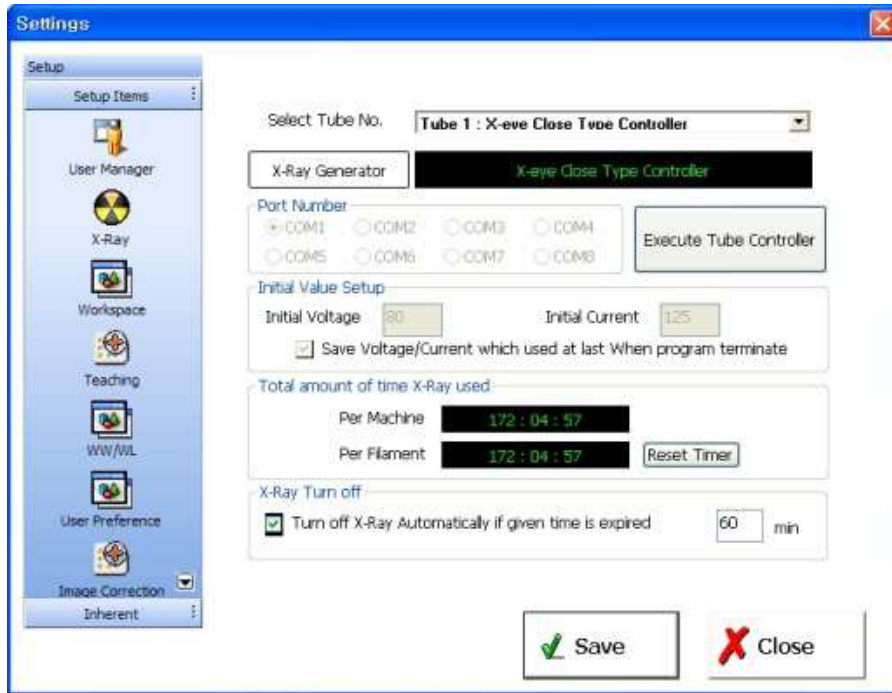 Settings
Setup
Setup Items
User Manager
X-Ray
Workspace
Teaching
WW/WL
User Preference
Image Correction
Inherent
Select Tube No. Tube 1 : X-eye Close Type Controller
X-Ray Generator X-eye Close Type Controller
Port Number
COM1 COM2 COM3 COM4
COM5 COM6 COM7 COM8
Execute Tube Controller
Initial Value Setup
Initial Voltage 80 Initial Current 125
Save Voltage/Current which used at last When program terminate
Total amount of time X-Ray used
Per Machine 172 : 04 : 57
Per Filament 172 : 04 : 57 Reset Timer
X-Ray Turn off
Turn off X-Ray Automatically if given time is expired 60 min
Save Close